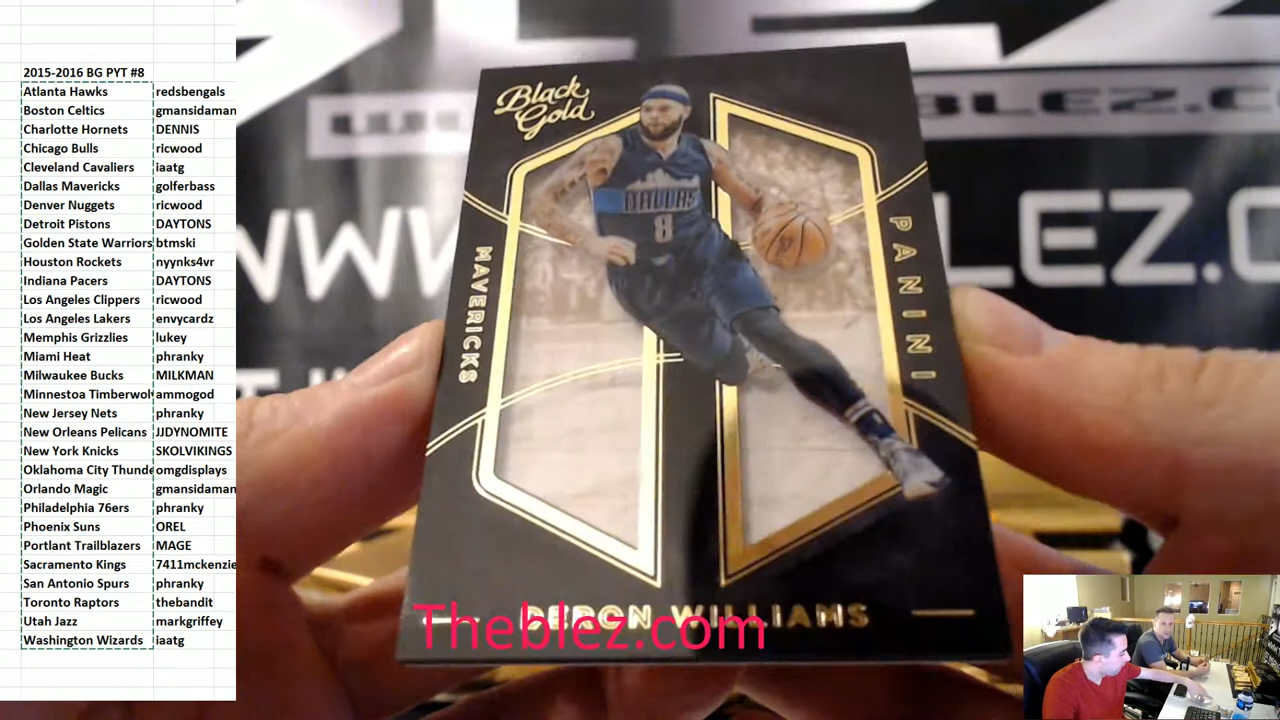 2015-2016 BG PYT #8
Atlanta Hawks redsbengals
Boston Celtics gmansidaman
Charlotte Hornets DENNIS
Chicago Bulls ricwood
Cleveland Cavaliers iaatg
Dallas Mavericks golferbass
Denver Nuggets ricwood
Detroit Pistons DAYTONS
Golden State Warriors btmski
Houston Rockets nyynks4vr
Indiana Pacers DAYTONS
Los Angeles Clippers ricwood
Los Angeles Lakers envycardz
Memphis Grizzlies lukey
Miami Heat phranky
Milwaukee Bucks MILKMAN
Minnestoa Timberwol ammogod
New Jersey Nets phranky
New Orleans Pelicans JJDYNOMITE
New York Knicks SKOLVIKINGS
Oklahoma City Thunde omgdisplays
Orlando Magic gmansidaman
Philadelphia 76ers phranky
Phoenix Suns OREL
Portlant Trailblazers MAGE
Sacramento Kings 7411mckenzie
San Antonio Spurs phranky
Toronto Raptors thebandit
Utah Jazz markgriffey
Washington Wizards iaatg
Black
Gold
DALLAS
8
MAVERICKS
PANINI
DERON WILLIAMS
Theblez.com